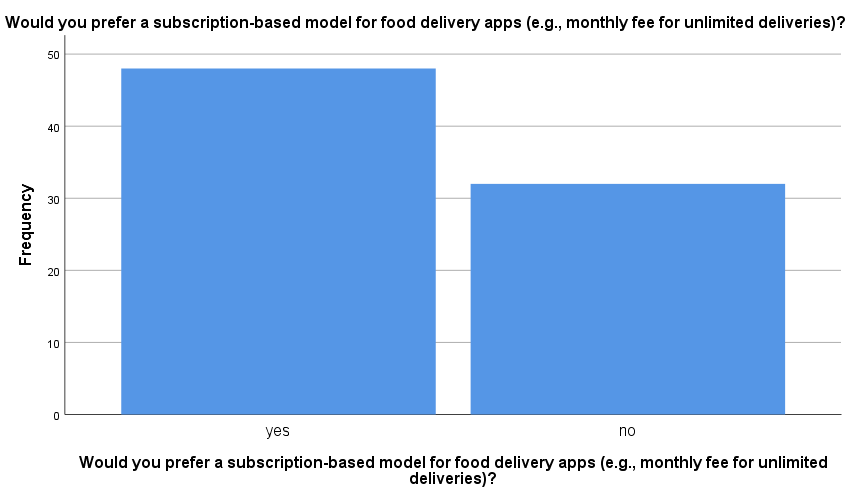 Would you prefer a subscription-based model for food delivery apps (e.g., monthly fee for unlimited deliveries)?
50
40
30
20
10
0
Frequency
yes
no
Would you prefer a subscription-based model for food delivery apps (e.g., monthly fee for unlimited
deliveries)?